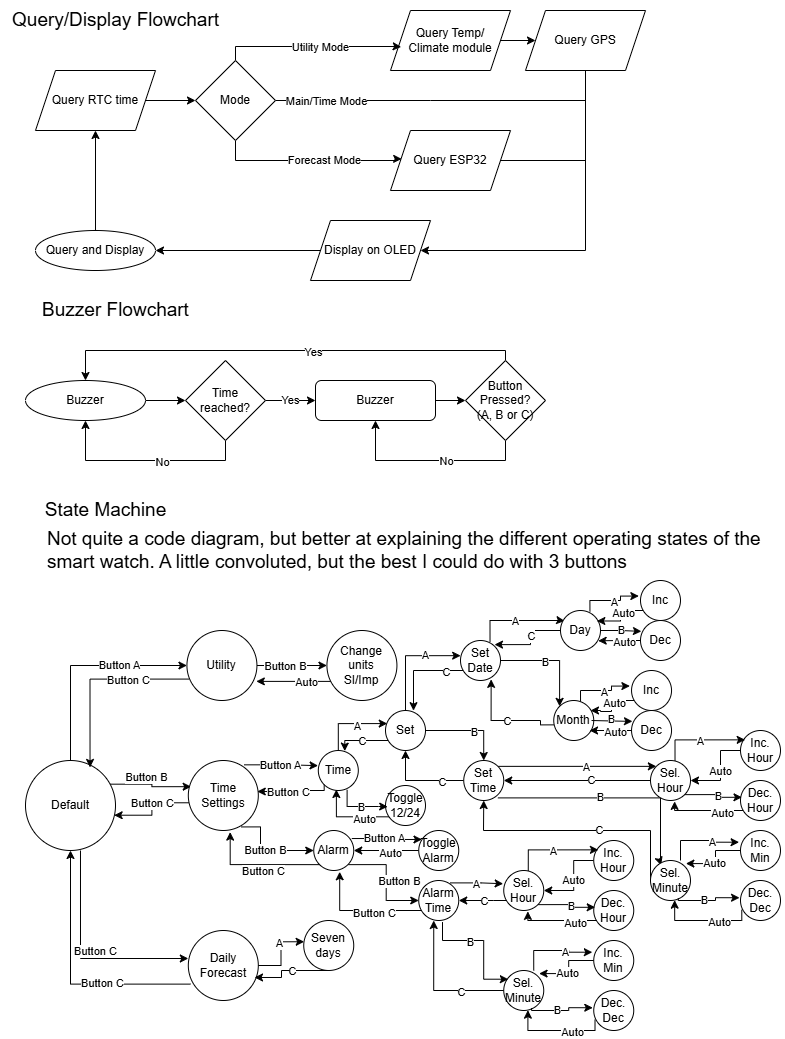 Query/Display Flowchart
Query Temp/
Climate module
Query GPS
Utility Mode
Query RTC time
Mode
Main/Time Mode
Forecast Mode
Query ESP32
Query and Display
Display on OLED
Buzzer Flowchart
Yes
Buzzer
Time
reached?
Yes
Buzzer
Button
Pressed?
(A, B or C)
No
No
State Machine
Not quite a code diagram, but better at explaining the different operating states of the
smart watch. A little convoluted, but the best I could do with 3 buttons
Default
Button A
Button C
Utility
Button B
Auto
Change
units
SI/Imp
Button B
Button C
Time
Settings
Button A
Button C
Time
A
C
B
Auto
Toggle
12/24
Set
A
C
Set
Date
A
C
Day
A
Auto
Inc
B
Auto
Dec
B
C
Month
A
Auto
Inc
B
Auto
Dec
B
C
Set
Time
A
C
B
Sel.
Hour
A
Auto
Inc.
Hour
B
Auto
Dec.
Hour
C
Sel.
Minute
A
Auto
Inc.
Min
B
Auto
Dec.
Dec
Button B
Button C
Alarm
Button A
Auto
Toggle
Alarm
Button B
Button C
Alarm
Time
A
C
Sel.
Hour
A
Auto
Inc.
Hour
B
Auto
Dec.
Hour
B
C
Sel.
Minute
A
Auto
Inc.
Min
B
Auto
Dec.
Dec
Button C
Button C
Daily
Forecast
A
C
Seven
days